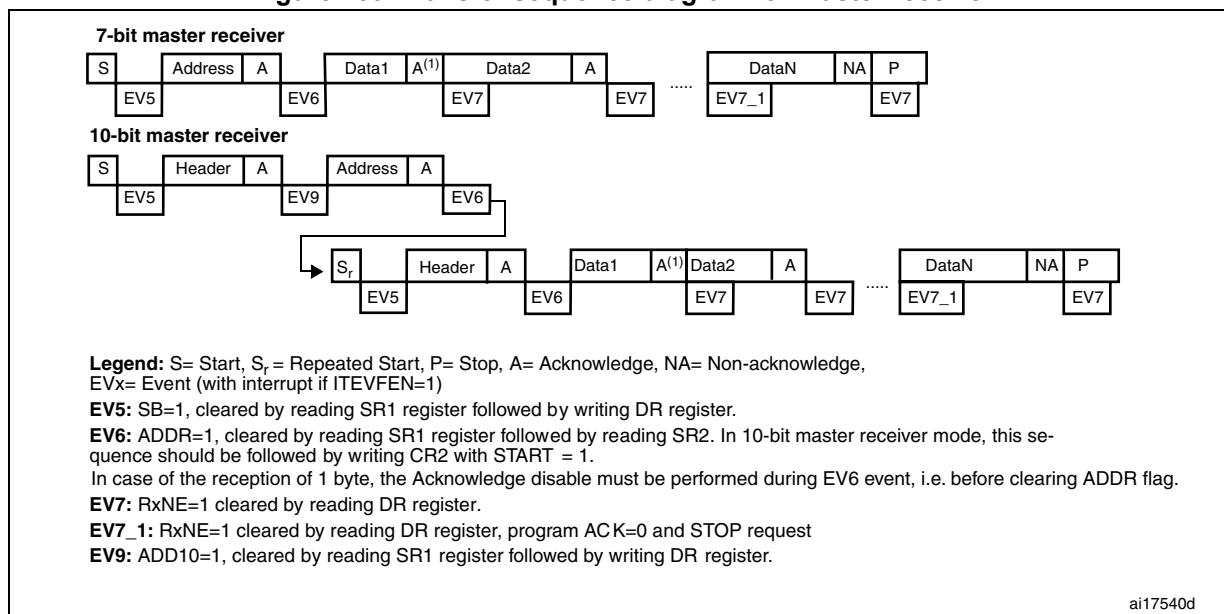 7-bit master receiver
S Address A Data1 A(1) Data2 A ..... DataN NA P
EV5 EV6 EV7 EV7 EV7_1 EV7
10-bit master receiver
S Header A Address A
EV5 EV9 EV6
Sr Header A Data1 A(1) Data2 A ..... DataN NA P
EV5 EV6 EV7 EV7 EV7_1 EV7
Legend: S= Start, Sr = Repeated Start, P= Stop, A= Acknowledge, NA= Non-acknowledge,
EVx= Event (with interrupt if ITEVFEN=1)
EV5: SB=1, cleared by reading SR1 register followed by writing DR register.
EV6: ADDR=1, cleared by reading SR1 register followed by reading SR2. In 10-bit master receiver mode, this se-
quence should be followed by writing CR2 with START = 1.
In case of the reception of 1 byte, the Acknowledge disable must be performed during EV6 event, i.e. before clearing ADDR flag.
EV7: RxNE=1 cleared by reading DR register.
EV7_1: RxNE=1 cleared by reading DR register, program ACK=0 and STOP request
EV9: ADD10=1, cleared by reading SR1 register followed by writing DR register.
ai17540d